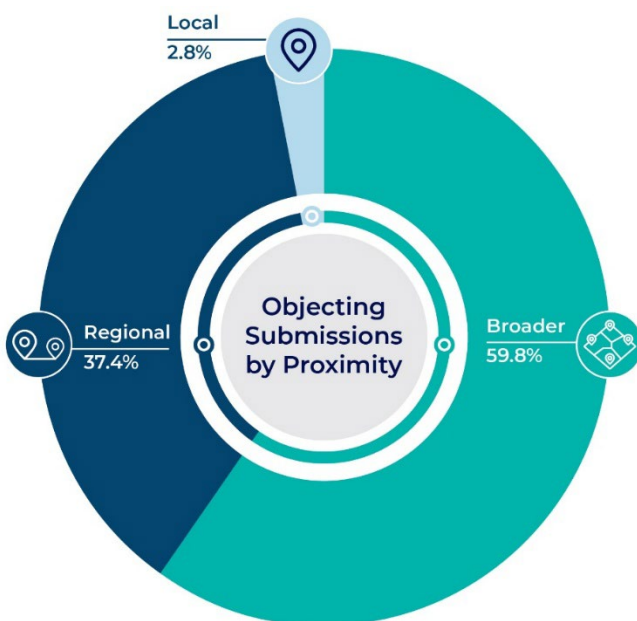 Local
2.8%
Objecting
Submissions
by Proximity
Regional
37.4%
Broader
59.8%